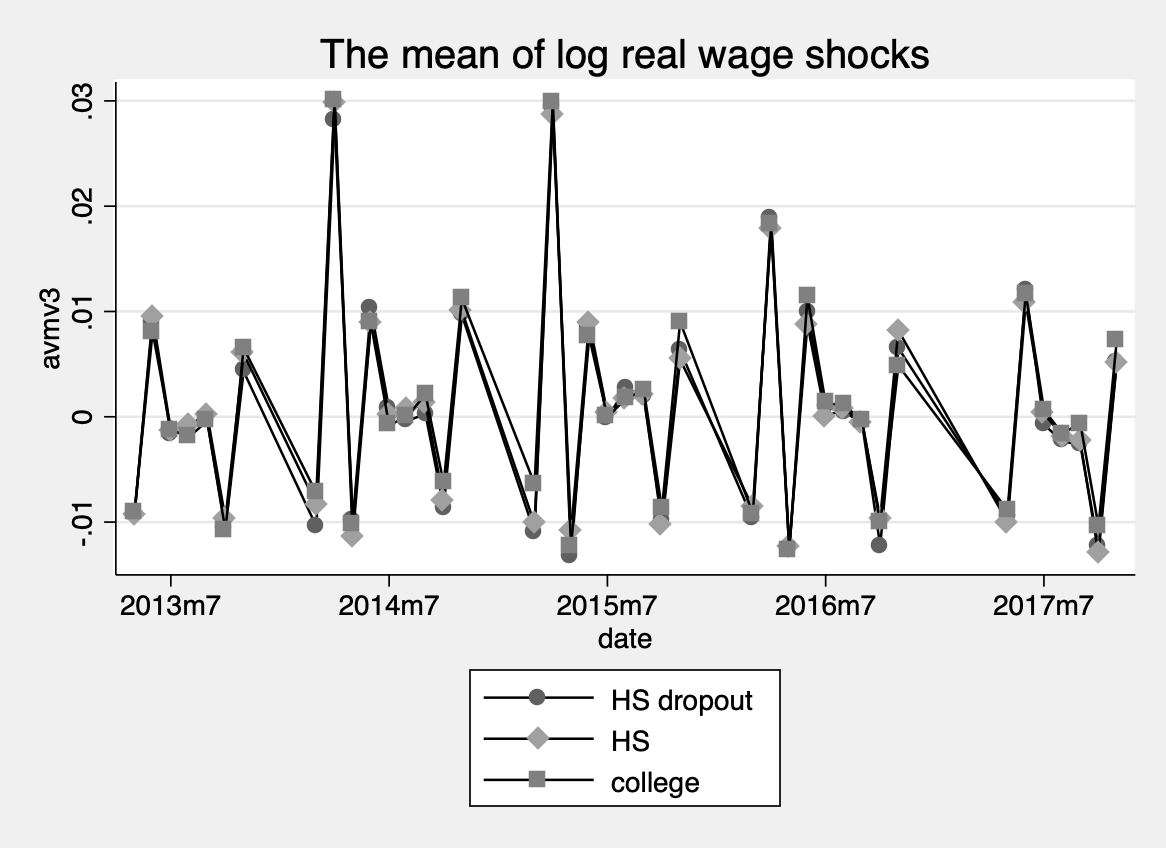 The mean of log real wage shocks
avmv3
.03
.02
.01
0
-.01
2013m7 2014m7 2015m7 2016m7 2017m7
date
HS dropout
HS
college